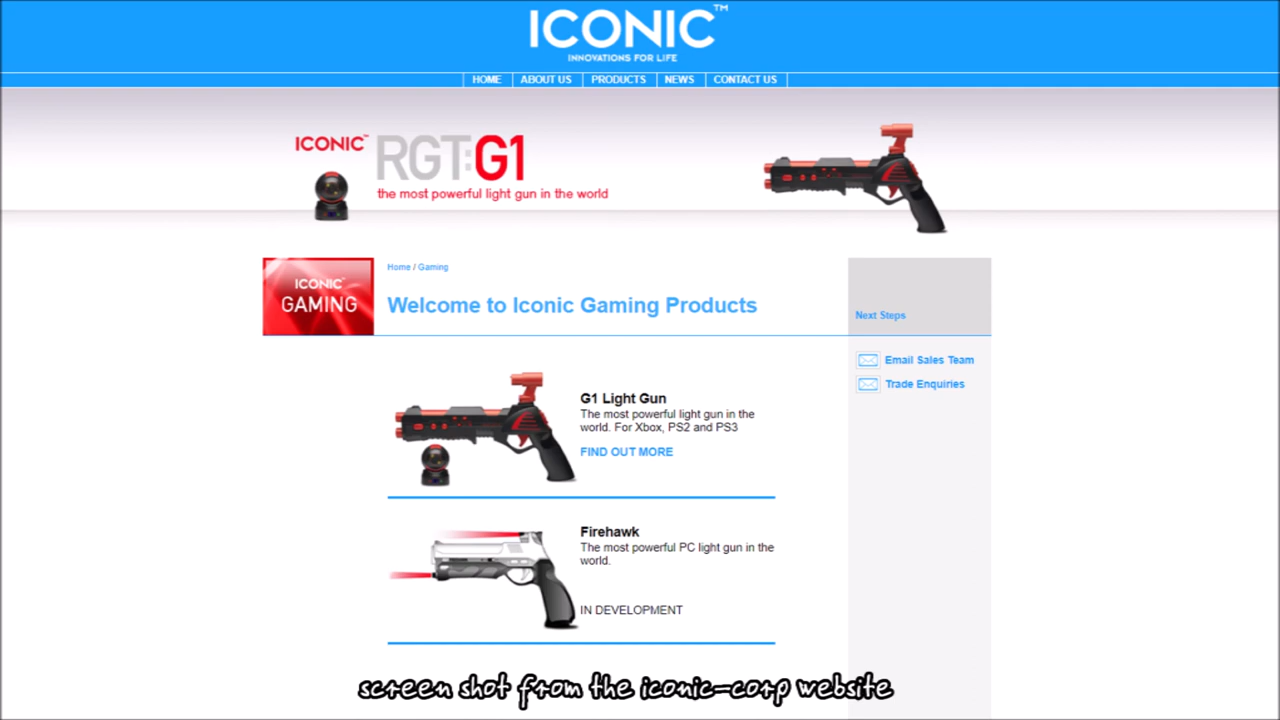 ICONIC™
INNOVATIONS FOR LIFE
HOME
ABOUT US
PRODUCTS
NEWS
CONTACT US
ICONIC™ RGT:G1
the most powerful light gun in the world
ICONIC™
GAMING
Home / Gaming
Welcome to Iconic Gaming Products
Next Steps
Email Sales Team
Trade Enquiries
G1 Light Gun
The most powerful light gun in the
world. For Xbox, PS2 and PS3
FIND OUT MORE
Firehawk
The most powerful PC light gun in the
world.
IN DEVELOPMENT
screen shot from the iconic-corp website